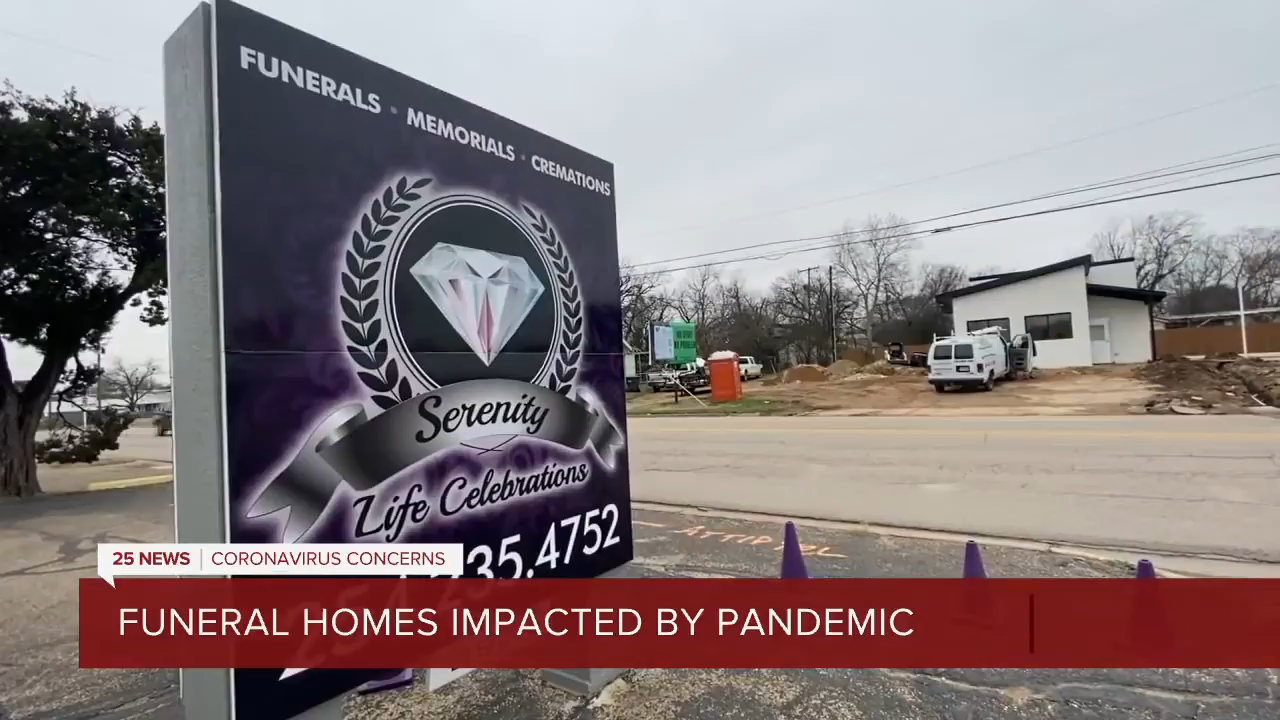 FUNERALS • MEMORIALS • CREMATIONS
Serenity
Life Celebrations
35.4752
25 NEWS | CORONAVIRUS CONCERNS
FUNERAL HOMES IMPACTED BY PANDEMIC